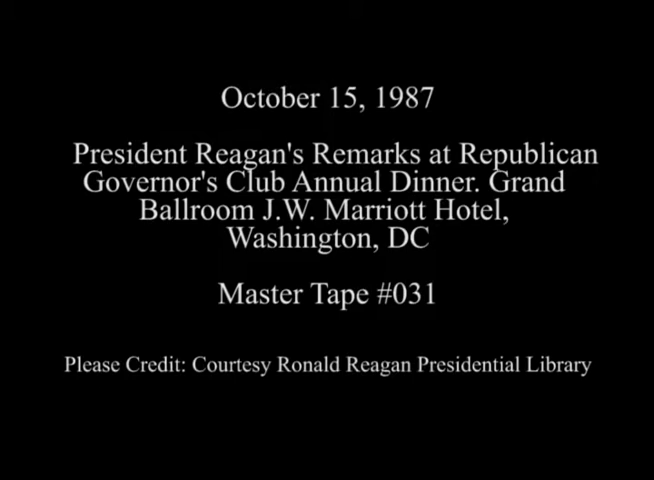 October 15, 1987
President Reagan's Remarks at Republican
Governor's Club Annual Dinner. Grand
Ballroom J.W. Marriott Hotel,
Washington, DC
Master Tape #031
Please Credit: Courtesy Ronald Reagan Presidential Library